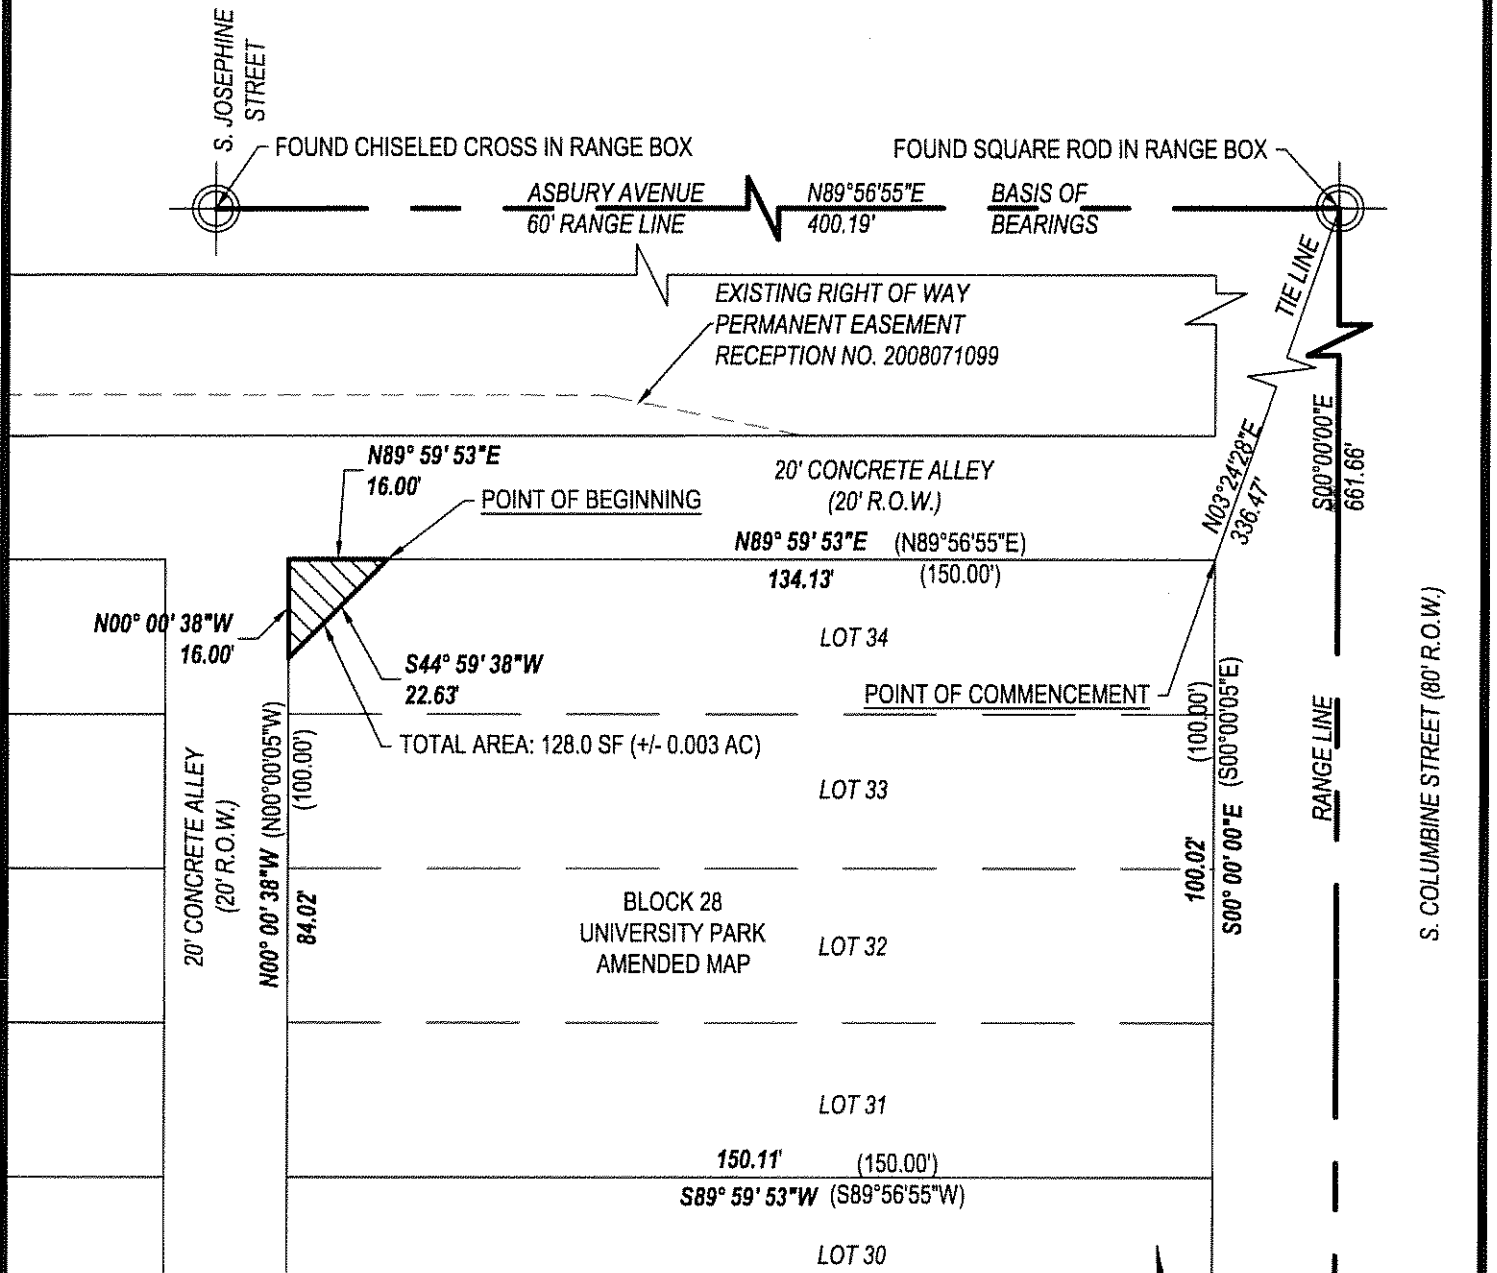 S. JOSEPHINE
STREET
FOUND CHISELED CROSS IN RANGE BOX
FOUND SQUARE ROD IN RANGE BOX
ASBURY AVENUE
60' RANGE LINE
N89°56'55"E
400.19'
BASIS OF
BEARINGS
TIE LINE
EXISTING RIGHT OF WAY
PERMANENT EASEMENT
RECEPTION NO. 2008071099
N89° 59' 53"E
16.00'
POINT OF BEGINNING
20' CONCRETE ALLEY
(20' R.O.W.)
N03°24'28"E
336.47'
S00°00'00"E
661.66'
N89° 59' 53"E (N89°56'55"E)
134.13' (150.00')
N00° 00' 38"W
16.00'
LOT 34
S44° 59' 38"W
22.63'
POINT OF COMMENCEMENT
TOTAL AREA: 128.0 SF (+/- 0.003 AC)
20' CONCRETE ALLEY
(20' R.O.W.)
N00° 00' 38"W (N00°00'05"W)
84.02' (100.00')
LOT 33
100.02' (100.00')
S00° 00' 00"E (S00°00'05"E)
RANGE LINE
S. COLUMBINE STREET (80' R.O.W.)
BLOCK 28
UNIVERSITY PARK
AMENDED MAP
LOT 32
LOT 31
150.11' (150.00')
S89° 59' 53"W (S89°56'55"W)
LOT 30